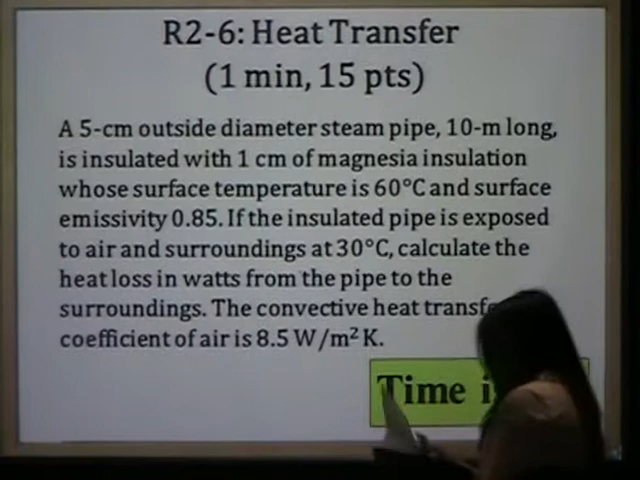 R2-6: Heat Transfer
(1 min, 15 pts)
A 5-cm outside diameter steam pipe, 10-m long,
is insulated with 1 cm of magnesia insulation
whose surface temperature is 60°C and surface
emissivity 0.85. If the insulated pipe is exposed
to air and surroundings at 30°C, calculate the
heat loss in watts from the pipe to the
surroundings. The convective heat
coefficient of air is 8.5 W/m² K.
Time